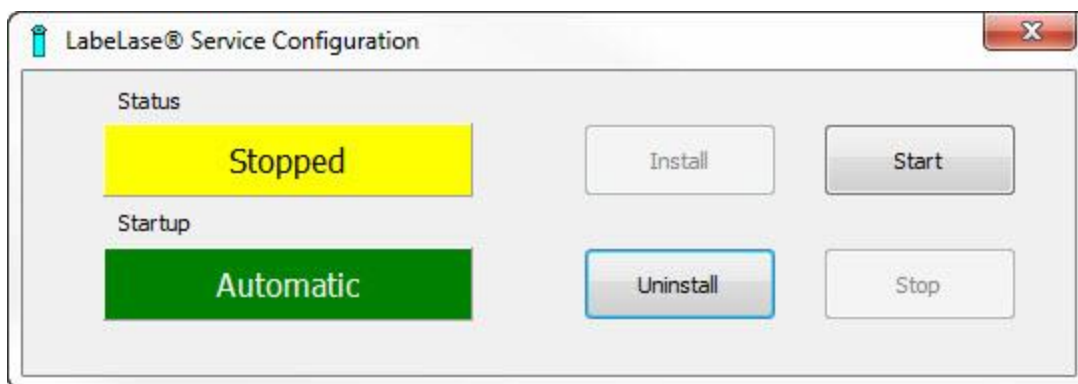 LabeLase® Service Configuration
Status
Stopped
Install
Start
Startup
Automatic
Uninstall
Stop